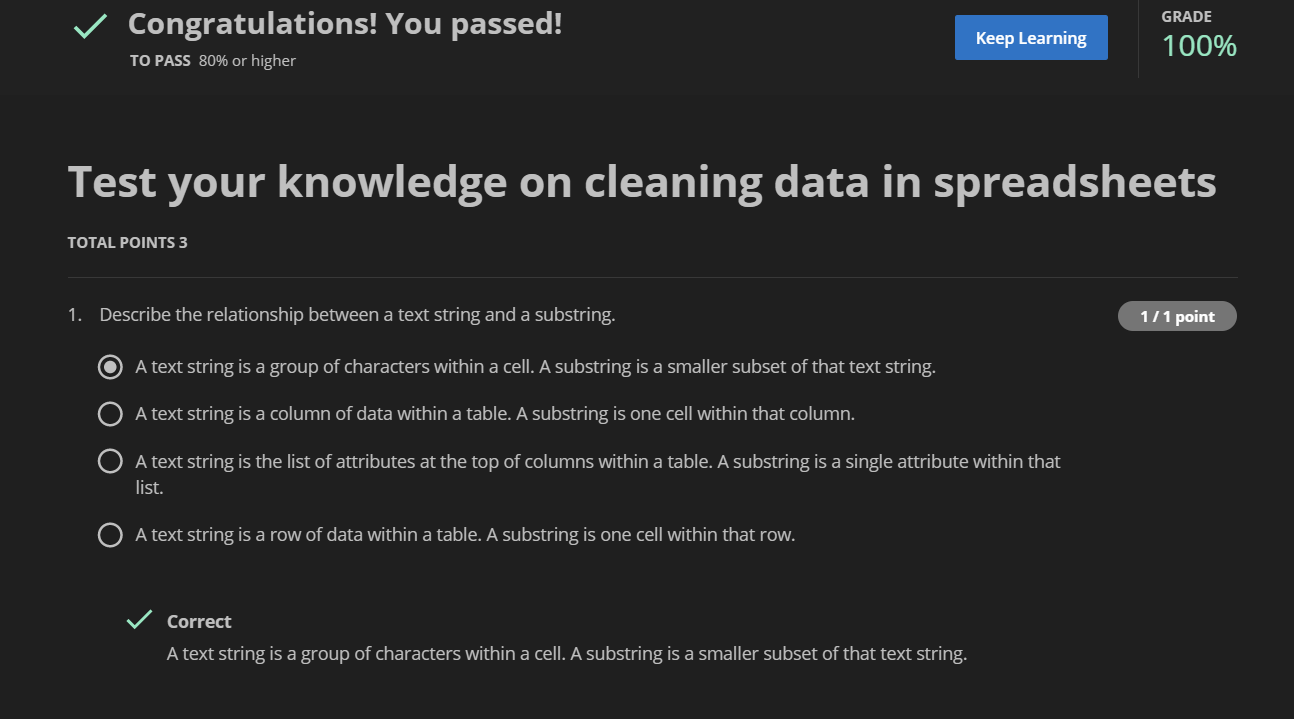 Congratulations! You passed!
TO PASS 80% or higher
Keep Learning
GRADE
100%
Test your knowledge on cleaning data in spreadsheets
TOTAL POINTS 3
1. Describe the relationship between a text string and a substring.
1 / 1 point
A text string is a group of characters within a cell. A substring is a smaller subset of that text string.
A text string is a column of data within a table. A substring is one cell within that column.
A text string is the list of attributes at the top of columns within a table. A substring is a single attribute within that
list.
A text string is a row of data within a table. A substring is one cell within that row.
Correct
A text string is a group of characters within a cell. A substring is a smaller subset of that text string.